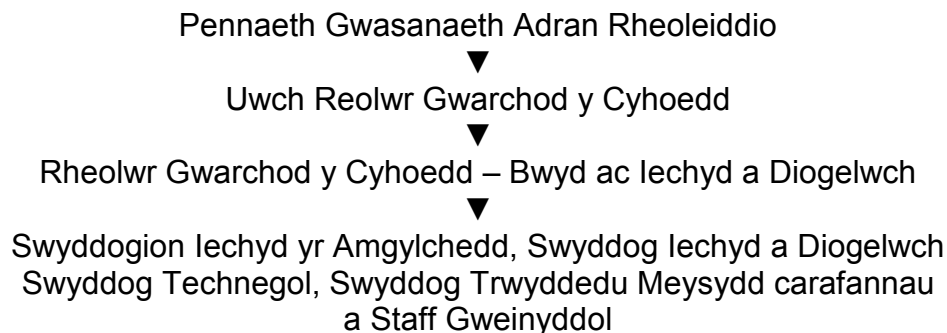 Pennaeth Gwasanaeth Adran Rheoleiddio
▼
Uwch Reolwr Gwarchod y Cyhoedd
▼
Rheolwr Gwarchod y Cyhoedd – Bwyd ac Iechyd a Diogelwch
▼
Swyddogion Iechyd yr Amgylchedd, Swyddog Iechyd a Diogelwch
Swyddog Technegol, Swyddog Trwyddedu Meysydd carafannau
a Staff Gweinyddol